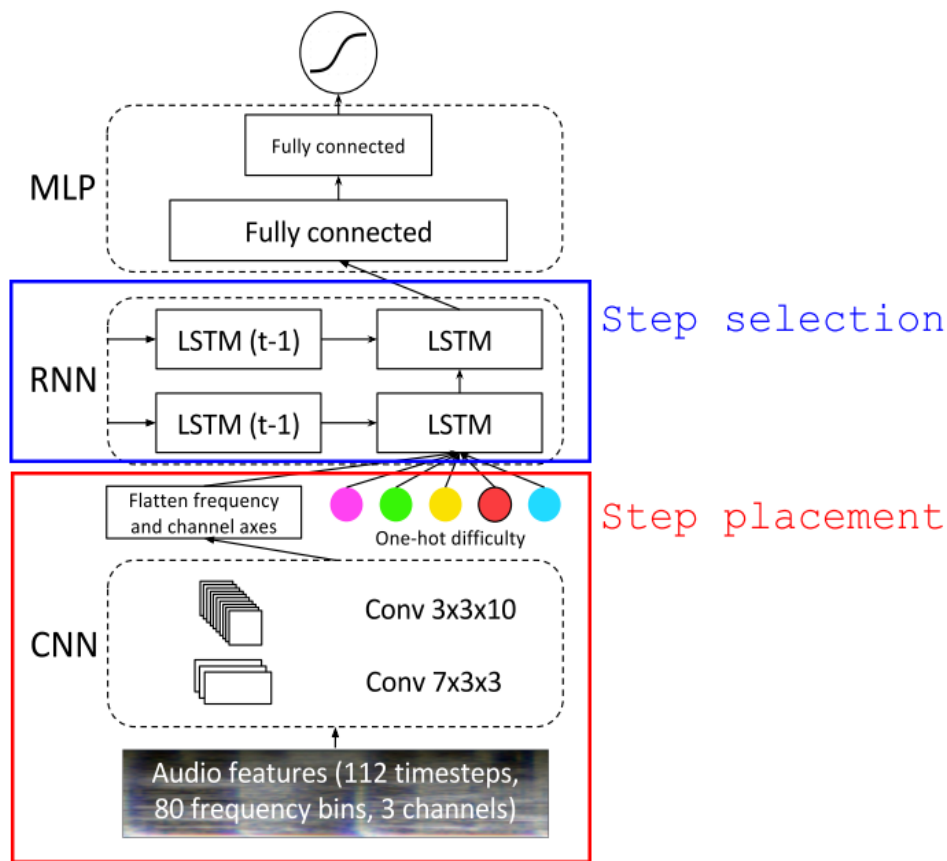 Fully connected
MLP
Fully connected
Step selection
LSTM (t-1)
LSTM
RNN
LSTM (t-1)
LSTM
Flatten frequency
and channel axes
Step placement
One-hot difficulty
Conv 3x3x10
CNN
Conv 7x3x3
Audio features (112 timesteps,
80 frequency bins, 3 channels)